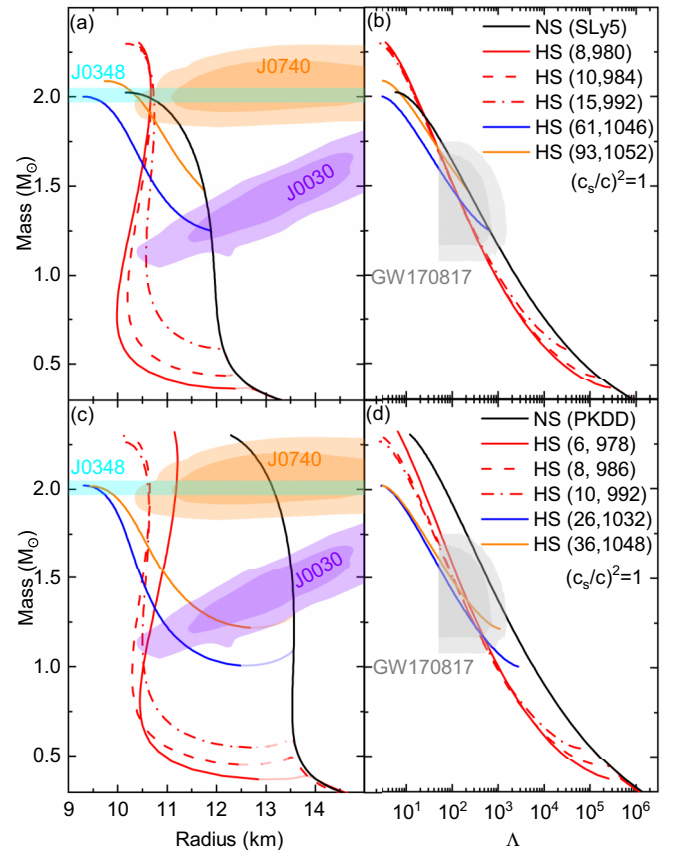 (a)
J0348
J0740
J0030
2.0
1.5
1.0
0.5
Mass (M⊙)
(b)
NS (SLy5)
HS (8,980)
HS (10,984)
HS (15,992)
HS (61,1046)
HS (93,1052)
(cs/c)²=1
GW170817
(c)
J0348
J0740
J0030
2.0
1.5
1.0
0.5
Mass (M⊙)
9 10 11 12 13 14
Radius (km)
(d)
NS (PKDD)
HS (6, 978)
HS (8, 986)
HS (10, 992)
HS (26,1032)
HS (36,1048)
(cs/c)²=1
GW170817
10¹ 10² 10³ 10⁴ 10⁵ 10⁶
Λ